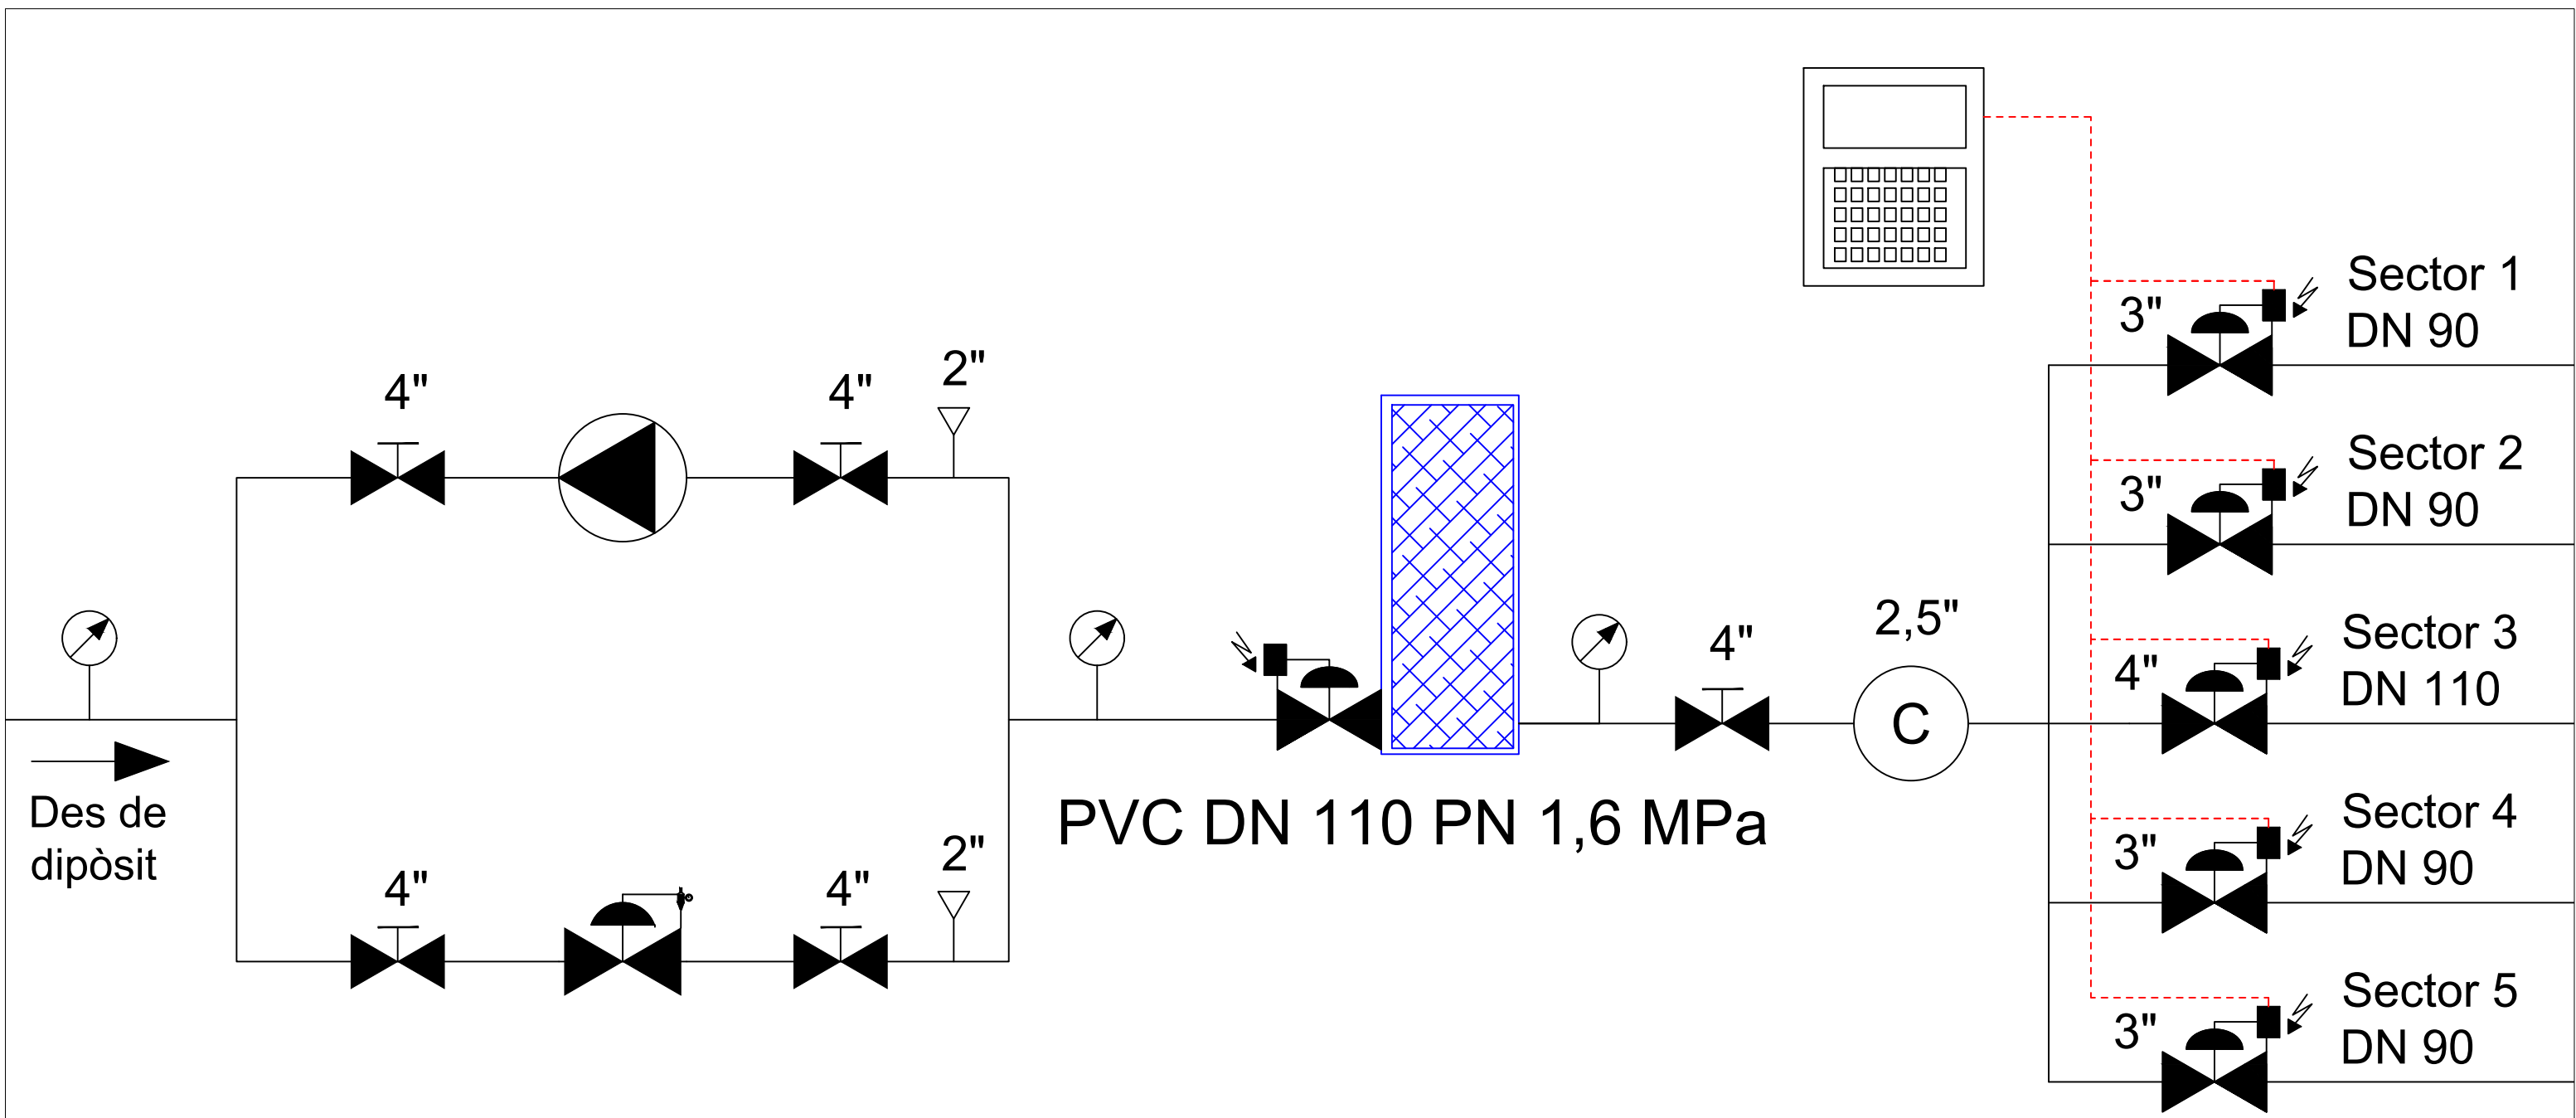 4"
4"
2"
Des de
dipòsit
4"
4"
2"
PVC DN 110 PN 1,6 MPa
4"
2,5"
C
3"
Sector 1
DN 90
3"
Sector 2
DN 90
4"
Sector 3
DN 110
3"
Sector 4
DN 90
3"
Sector 5
DN 90